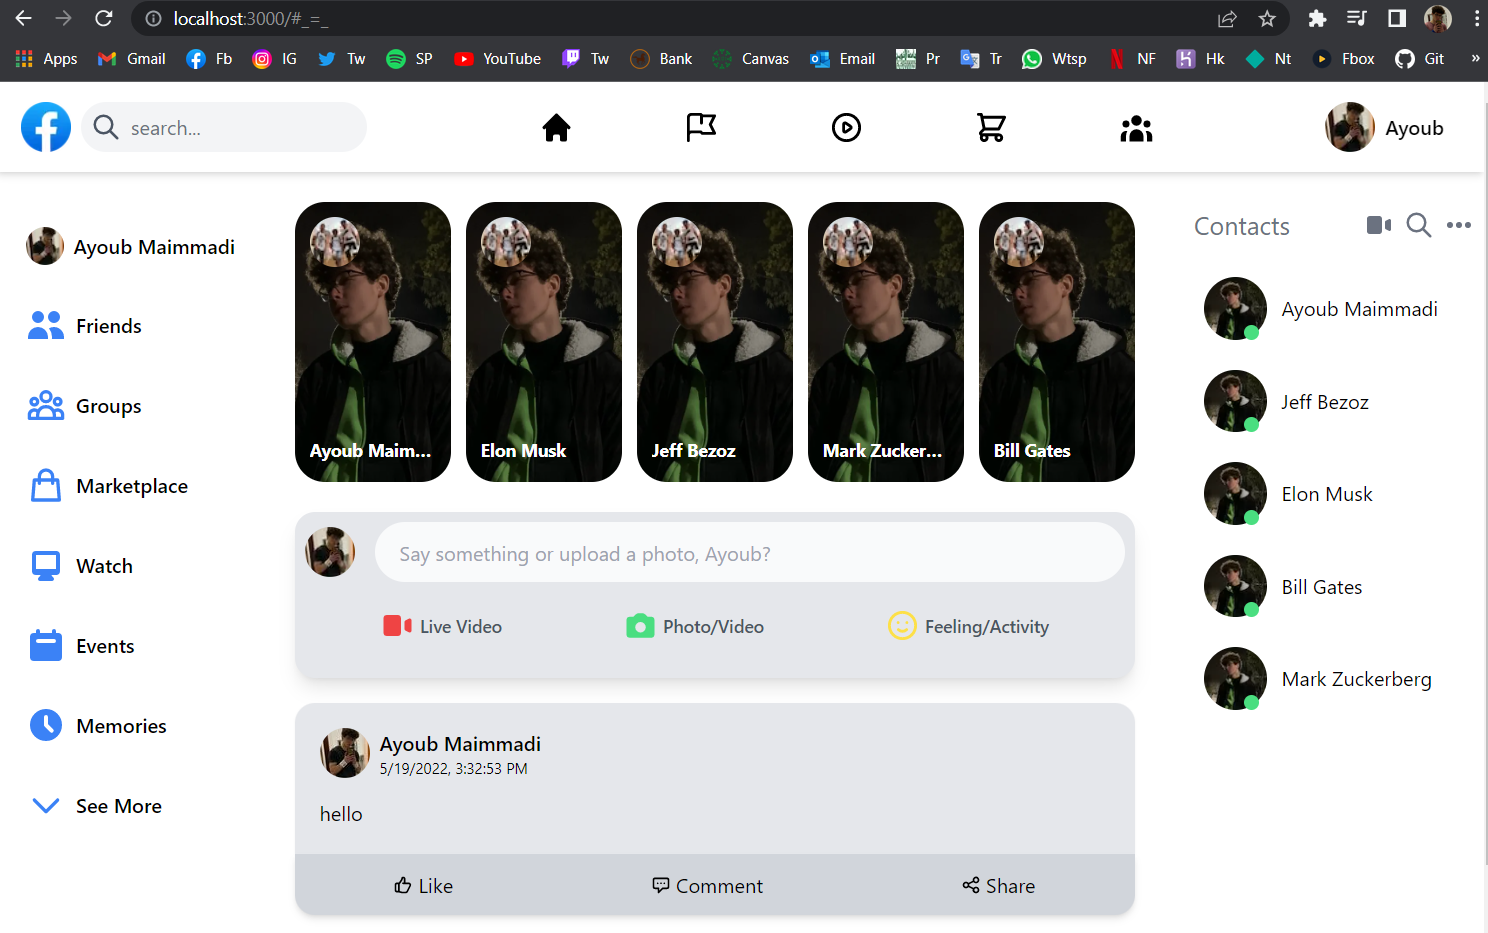 localhost:3000/#_=_
Apps Gmail Fb IG Tw SP YouTube Tw Bank Canvas Email Pr Tr Wtsp NF Hk Nt Fbox Git »
search...
Ayoub
Ayoub Maimmadi
Friends
Groups
Marketplace
Watch
Events
Memories
See More
Ayoub Maim...
Elon Musk
Jeff Bezoz
Mark Zucker...
Bill Gates
Say something or upload a photo, Ayoub?
Live Video
Photo/Video
Feeling/Activity
Ayoub Maimmadi
5/19/2022, 3:32:53 PM
hello
Like
Comment
Share
Contacts
Ayoub Maimmadi
Jeff Bezoz
Elon Musk
Bill Gates
Mark Zuckerberg